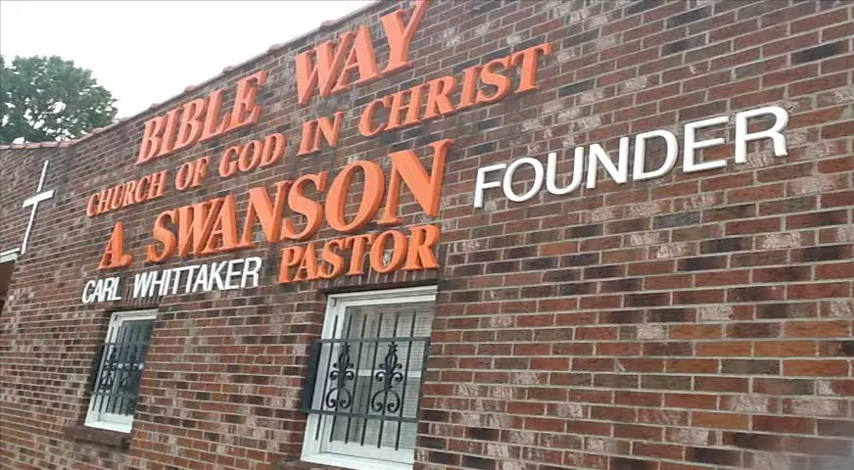 BIBLE WAY
CHURCH OF GOD IN CHRIST
A. SWANSON FOUNDER
CARL WHITTAKER PASTOR